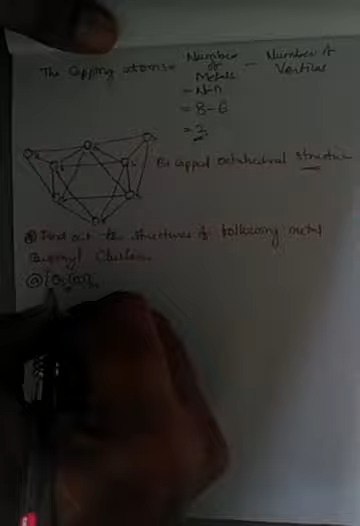 The Capping atoms = Number of Metals - Number of Vertices
= N-n
= 8-6
= 2
Bi capped octahedral structure
Find out the structures of following metal
Carbonyl Clusters
(a)